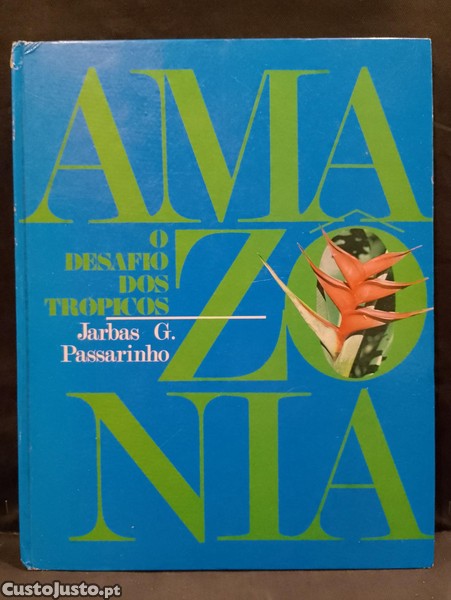 AMA
ZÔ
NIA
O
DESAFIO
DOS
TRÓPICOS
Jarbas G.
Passarinho
CustoJusto.pt